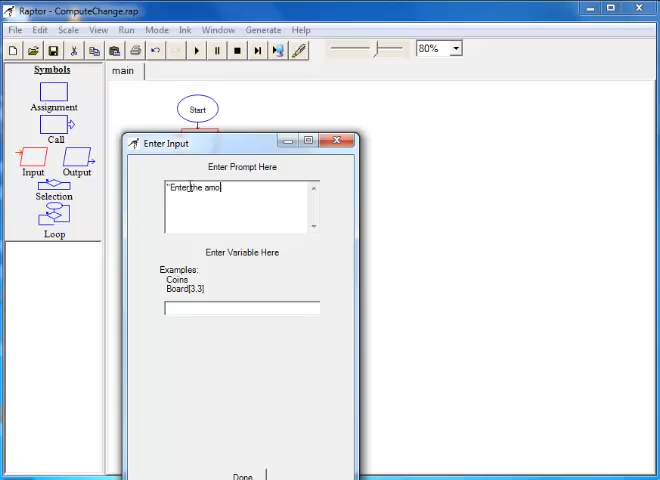 Raptor - ComputeChange.rap
File Edit Scale View Run Mode Ink Window Generate Help
80%
Symbols
main
Assignment
Call
Input Output
Selection
Loop
Start
Enter Input
Enter Prompt Here
"Enter the amo
Enter Variable Here
Examples:
Coins
Board[3,3]
Done